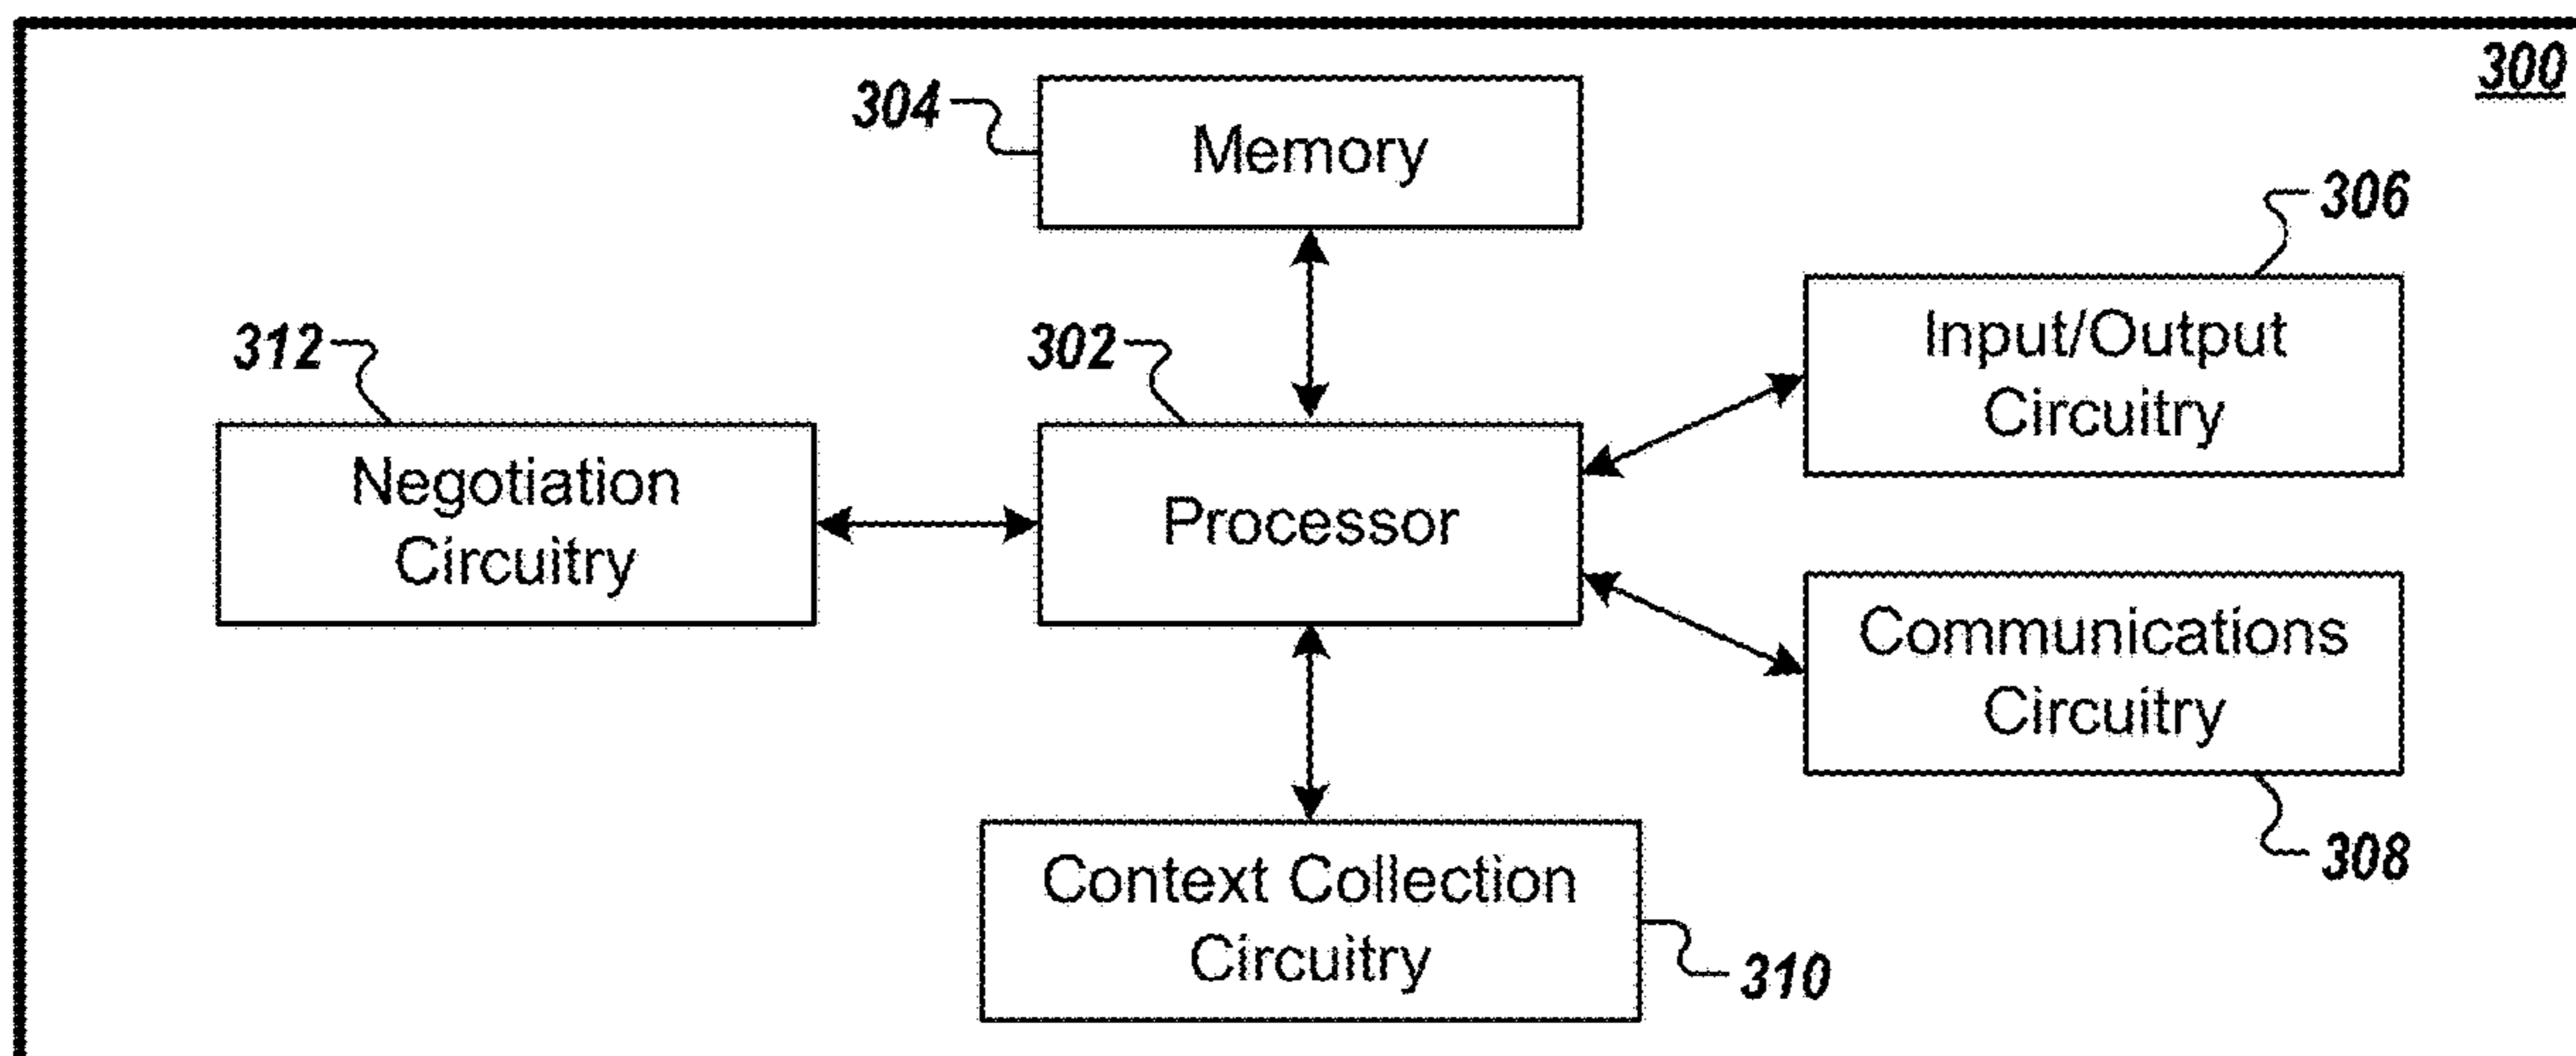 300
304
Memory
306
Input/Output
Circuitry
312
302
Negotiation
Circuitry
Processor
Communications
Circuitry
308
Context Collection
Circuitry
310